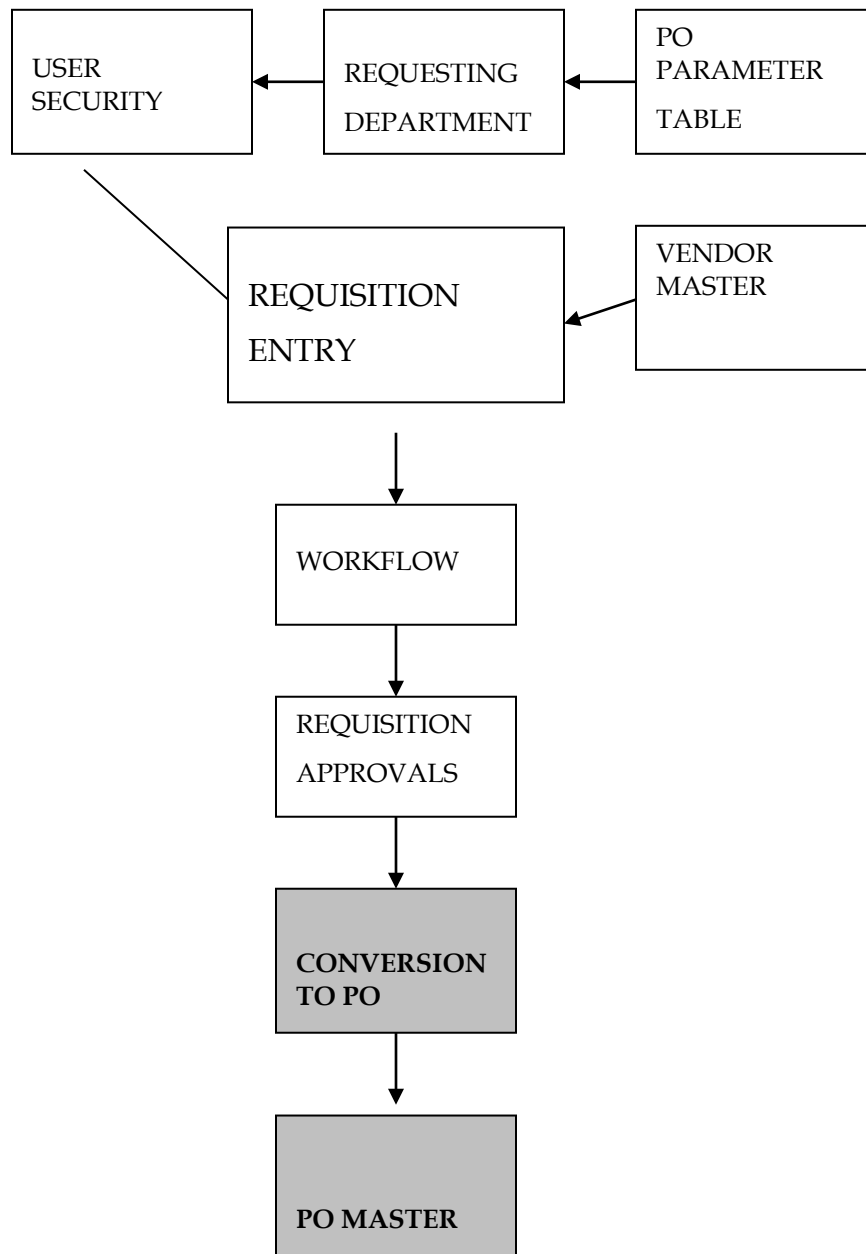 USER
SECURITY
REQUESTING
DEPARTMENT
PO
PARAMETER
TABLE
REQUISITION
ENTRY
VENDOR
MASTER
WORKFLOW
REQUISITION
APPROVALS
CONVERSION
TO PO
PO MASTER